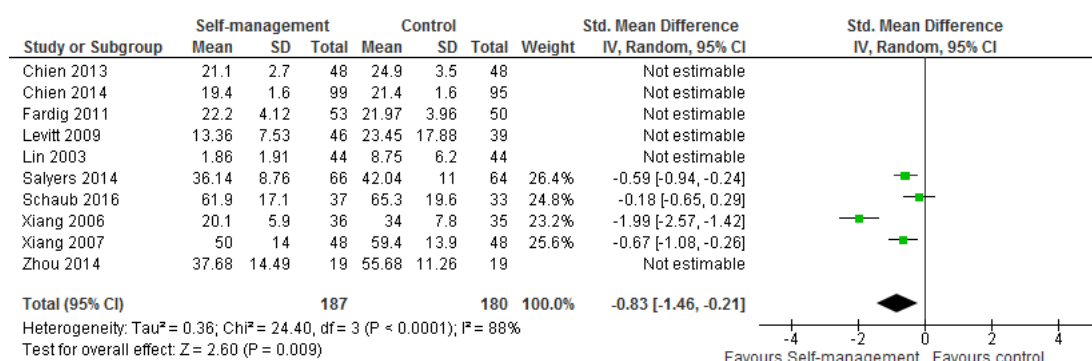 Self-management Control Std. Mean Difference Std. Mean Difference
Study or Subgroup Mean SD Total Mean SD Total Weight IV, Random, 95% CI IV, Random, 95% CI
Chien 2013 21.1 2.7 48 24.9 3.5 48 Not estimable
Chien 2014 19.4 1.6 99 21.4 1.6 95 Not estimable
Fardig 2011 22.2 4.12 53 21.97 3.96 50 Not estimable
Levitt 2009 13.36 7.53 46 23.45 17.88 39 Not estimable
Lin 2003 1.86 1.91 44 8.75 6.2 44 Not estimable
Salyers 2014 36.14 8.76 66 42.04 11 64 26.4% -0.59 [-0.94, -0.24]
Schaub 2016 61.9 17.1 37 65.3 19.6 33 24.8% -0.18 [-0.65, 0.29]
Xiang 2006 20.1 5.9 36 34 7.8 35 23.2% -1.99 [-2.57, -1.42]
Xiang 2007 50 14 48 59.4 13.9 48 25.6% -0.67 [-1.08, -0.26]
Zhou 2014 37.68 14.49 19 55.68 11.26 19 Not estimable
Total (95% CI) 187 180 100.0% -0.83 [-1.46, -0.21]
Heterogeneity: Tau² = 0.36; Chi² = 24.40, df = 3 (P < 0.0001); I² = 88%
Test for overall effect: Z = 2.60 (P = 0.009)
-4 -2 0 2 4
Favours Self-management Favours control